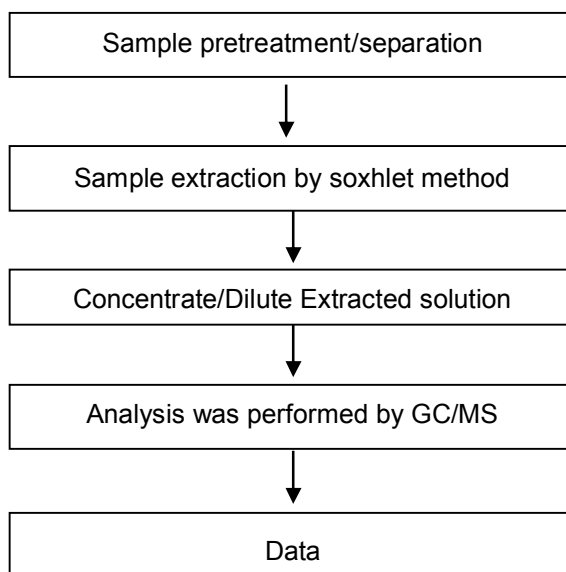 Sample pretreatment/separation
Sample extraction by soxhlet method
Concentrate/Dilute Extracted solution
Analysis was performed by GC/MS
Data